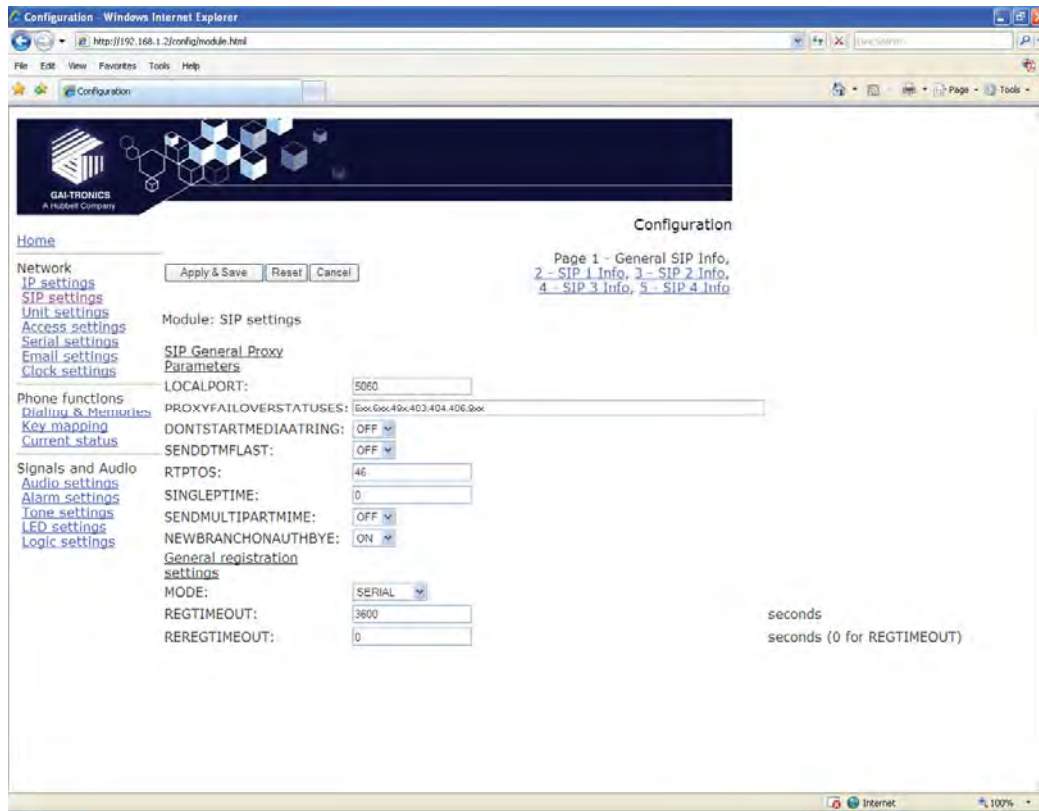 Configuration - Windows Internet Explorer
http://192.168.1.2/config/module.html
Live Search
File Edit View Favorites Tools Help
Configuration
Page Tools
GAI-TRONICS
A Hubbell Company
Configuration
Home
Page 1 - General SIP Info,
2 - SIP 1 Info, 3 - SIP 2 Info,
4 - SIP 3 Info, 5 - SIP 4 Info
Network
IP settings
SIP settings
Unit settings
Access settings
Serial settings
Email settings
Clock settings
Phone functions
Dialing & Memories
Key mapping
Current status
Signals and Audio
Audio settings
Alarm settings
Tone settings
LED settings
Logic settings
Apply & Save Reset Cancel
Module: SIP settings
SIP General Proxy
Parameters
LOCALPORT: 5060
PROXYFAILOVERSTATUSES: 403,404,406,9xx
DONTSTARTMEDIAATRING: OFF
SENDDTMFLAST: OFF
RTPTOS: 46
SINGLEPTIME: 0
SENDMULTIPARTMIME: OFF
NEWBRANCHONAUTHBYE: ON
General registration
settings
MODE: SERIAL
REGTIMEOUT: 3600 seconds
REREGTIMEOUT: 0 seconds (0 for REGTIMEOUT)
Internet 100%